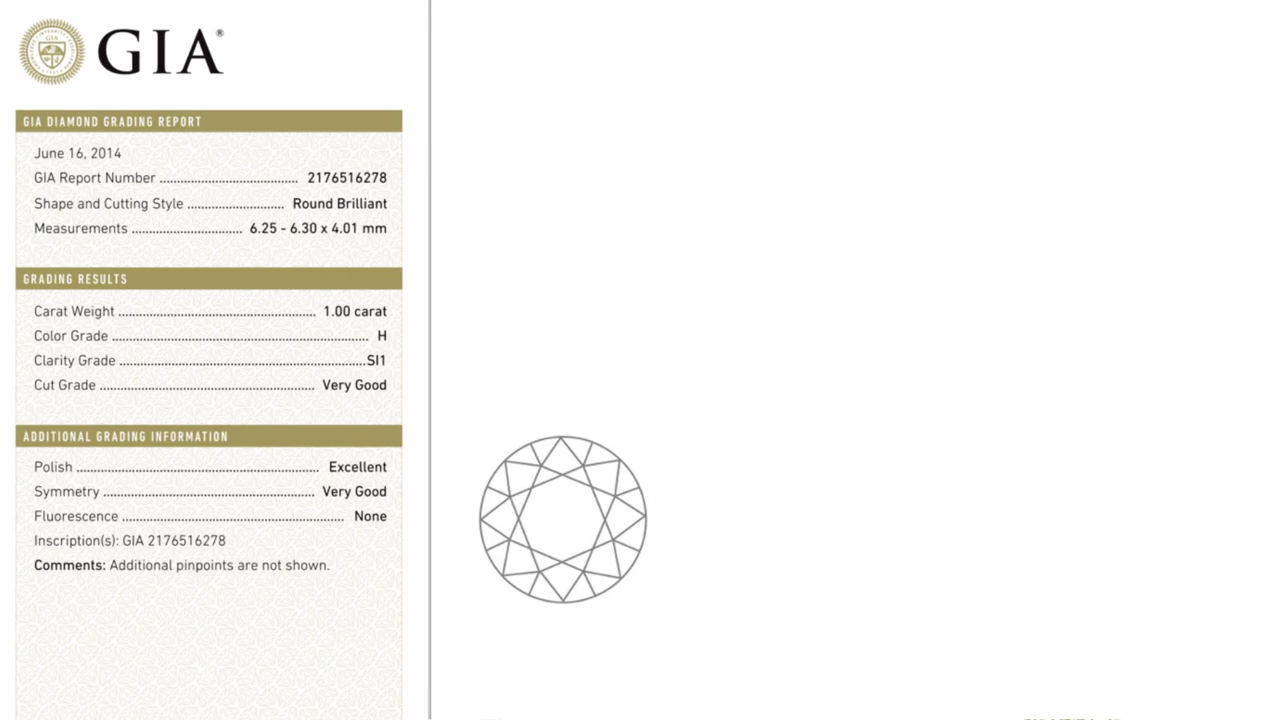 GIA®
GIA DIAMOND GRADING REPORT
June 16, 2014
GIA Report Number ................................................ 2176516278
Shape and Cutting Style ................................. Round Brilliant
Measurements ...................................... 6.25 - 6.30 x 4.01 mm
GRADING RESULTS
Carat Weight .................................................................... 1.00 carat
Color Grade ........................................................................................ H
Clarity Grade ......................................................................................SI1
Cut Grade .......................................................................... Very Good
ADDITIONAL GRADING INFORMATION
Polish ................................................................................... Excellent
Symmetry ......................................................................... Very Good
Fluorescence ............................................................................ None
Inscription(s): GIA 2176516278
Comments: Additional pinpoints are not shown.